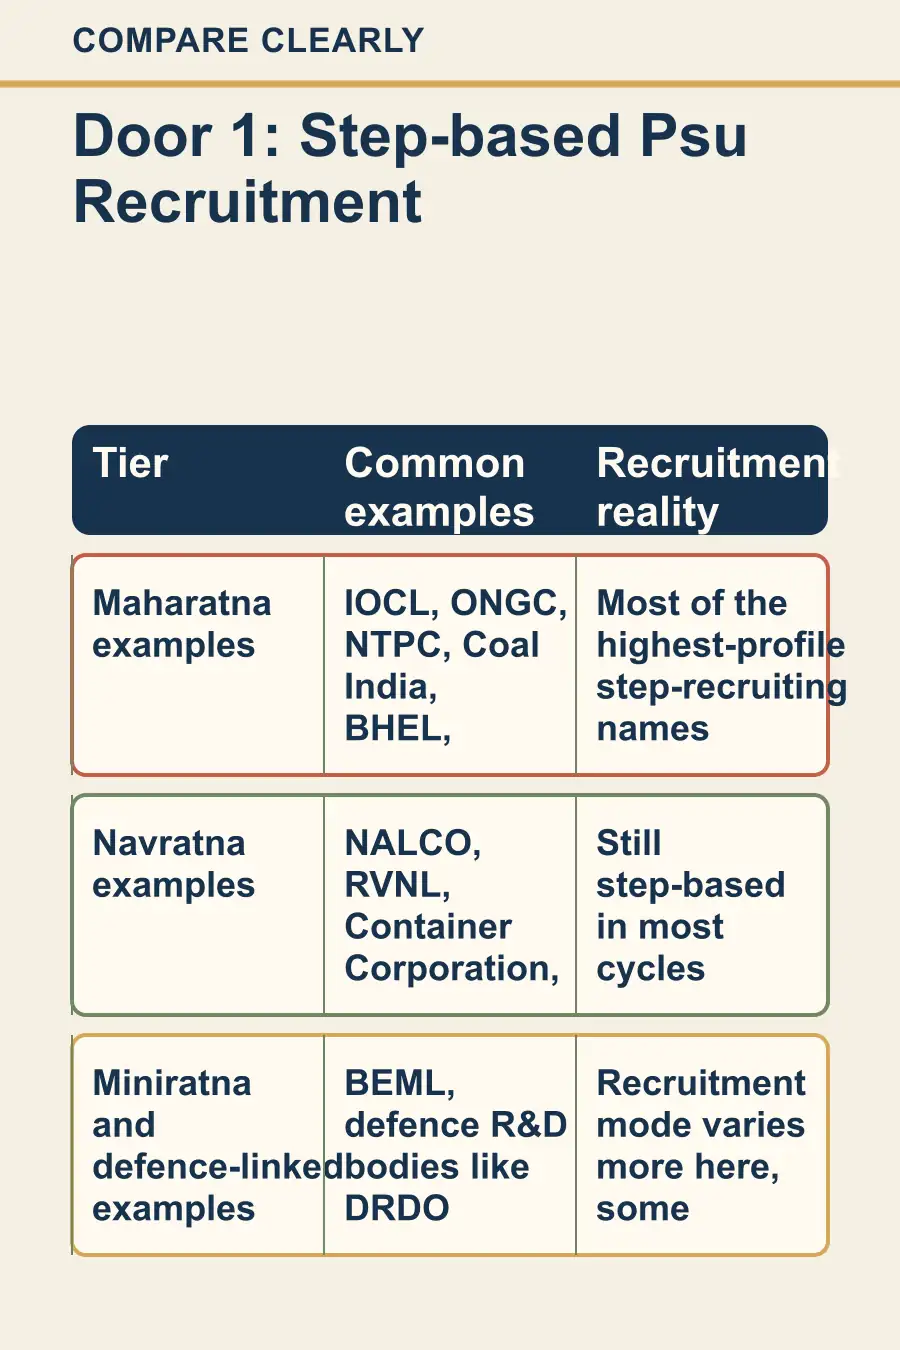 COMPARE CLEARLY
Door 1: Step-based Psu
Recruitment
Tier
Common
examples
Recruitment
reality
Maharatna
examples
IOCL, ONGC,
NTPC, Coal
India,
BHEL,
Most of the
highest-profile
step-recruiting
names
Navratna
examples
NALCO,
RVNL,
Container
Corporation,
Still
step-based
in most
cycles
Miniratna
and
defence-linked
examples
BEML,
defence R&D
bodies like
DRDO
Recruitment
mode varies
more here,
some